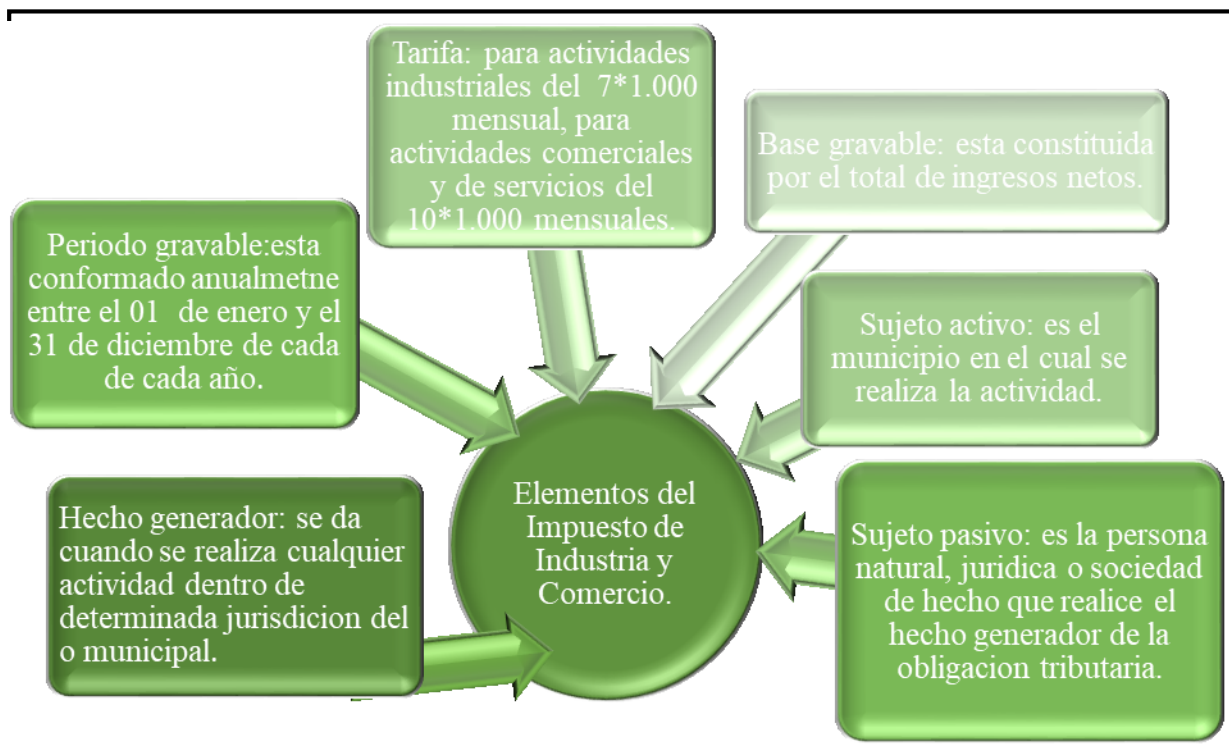 Tarifa: para actividades
industriales del 7*1.000
mensual, para
actividades comerciales
y de servicios del
10*1.000 mensuales.
Base gravable: esta constituida
por el total de ingresos netos.
Periodo gravable:esta
conformado anualmetne
entre el 01 de enero y el
31 de diciembre de cada
de cada año.
Sujeto activo: es el
municipio en el cual se
realiza la actividad.
Hecho generador: se da
cuando se realiza cualquier
actividad dentro de
determinada jurisdicion del
o municipal.
Elementos del
Impuesto de
Industria y
Comercio.
Sujeto pasivo: es la persona
natural, juridica o sociedad
de hecho que realice el
hecho generador de la
obligacion tributaria.